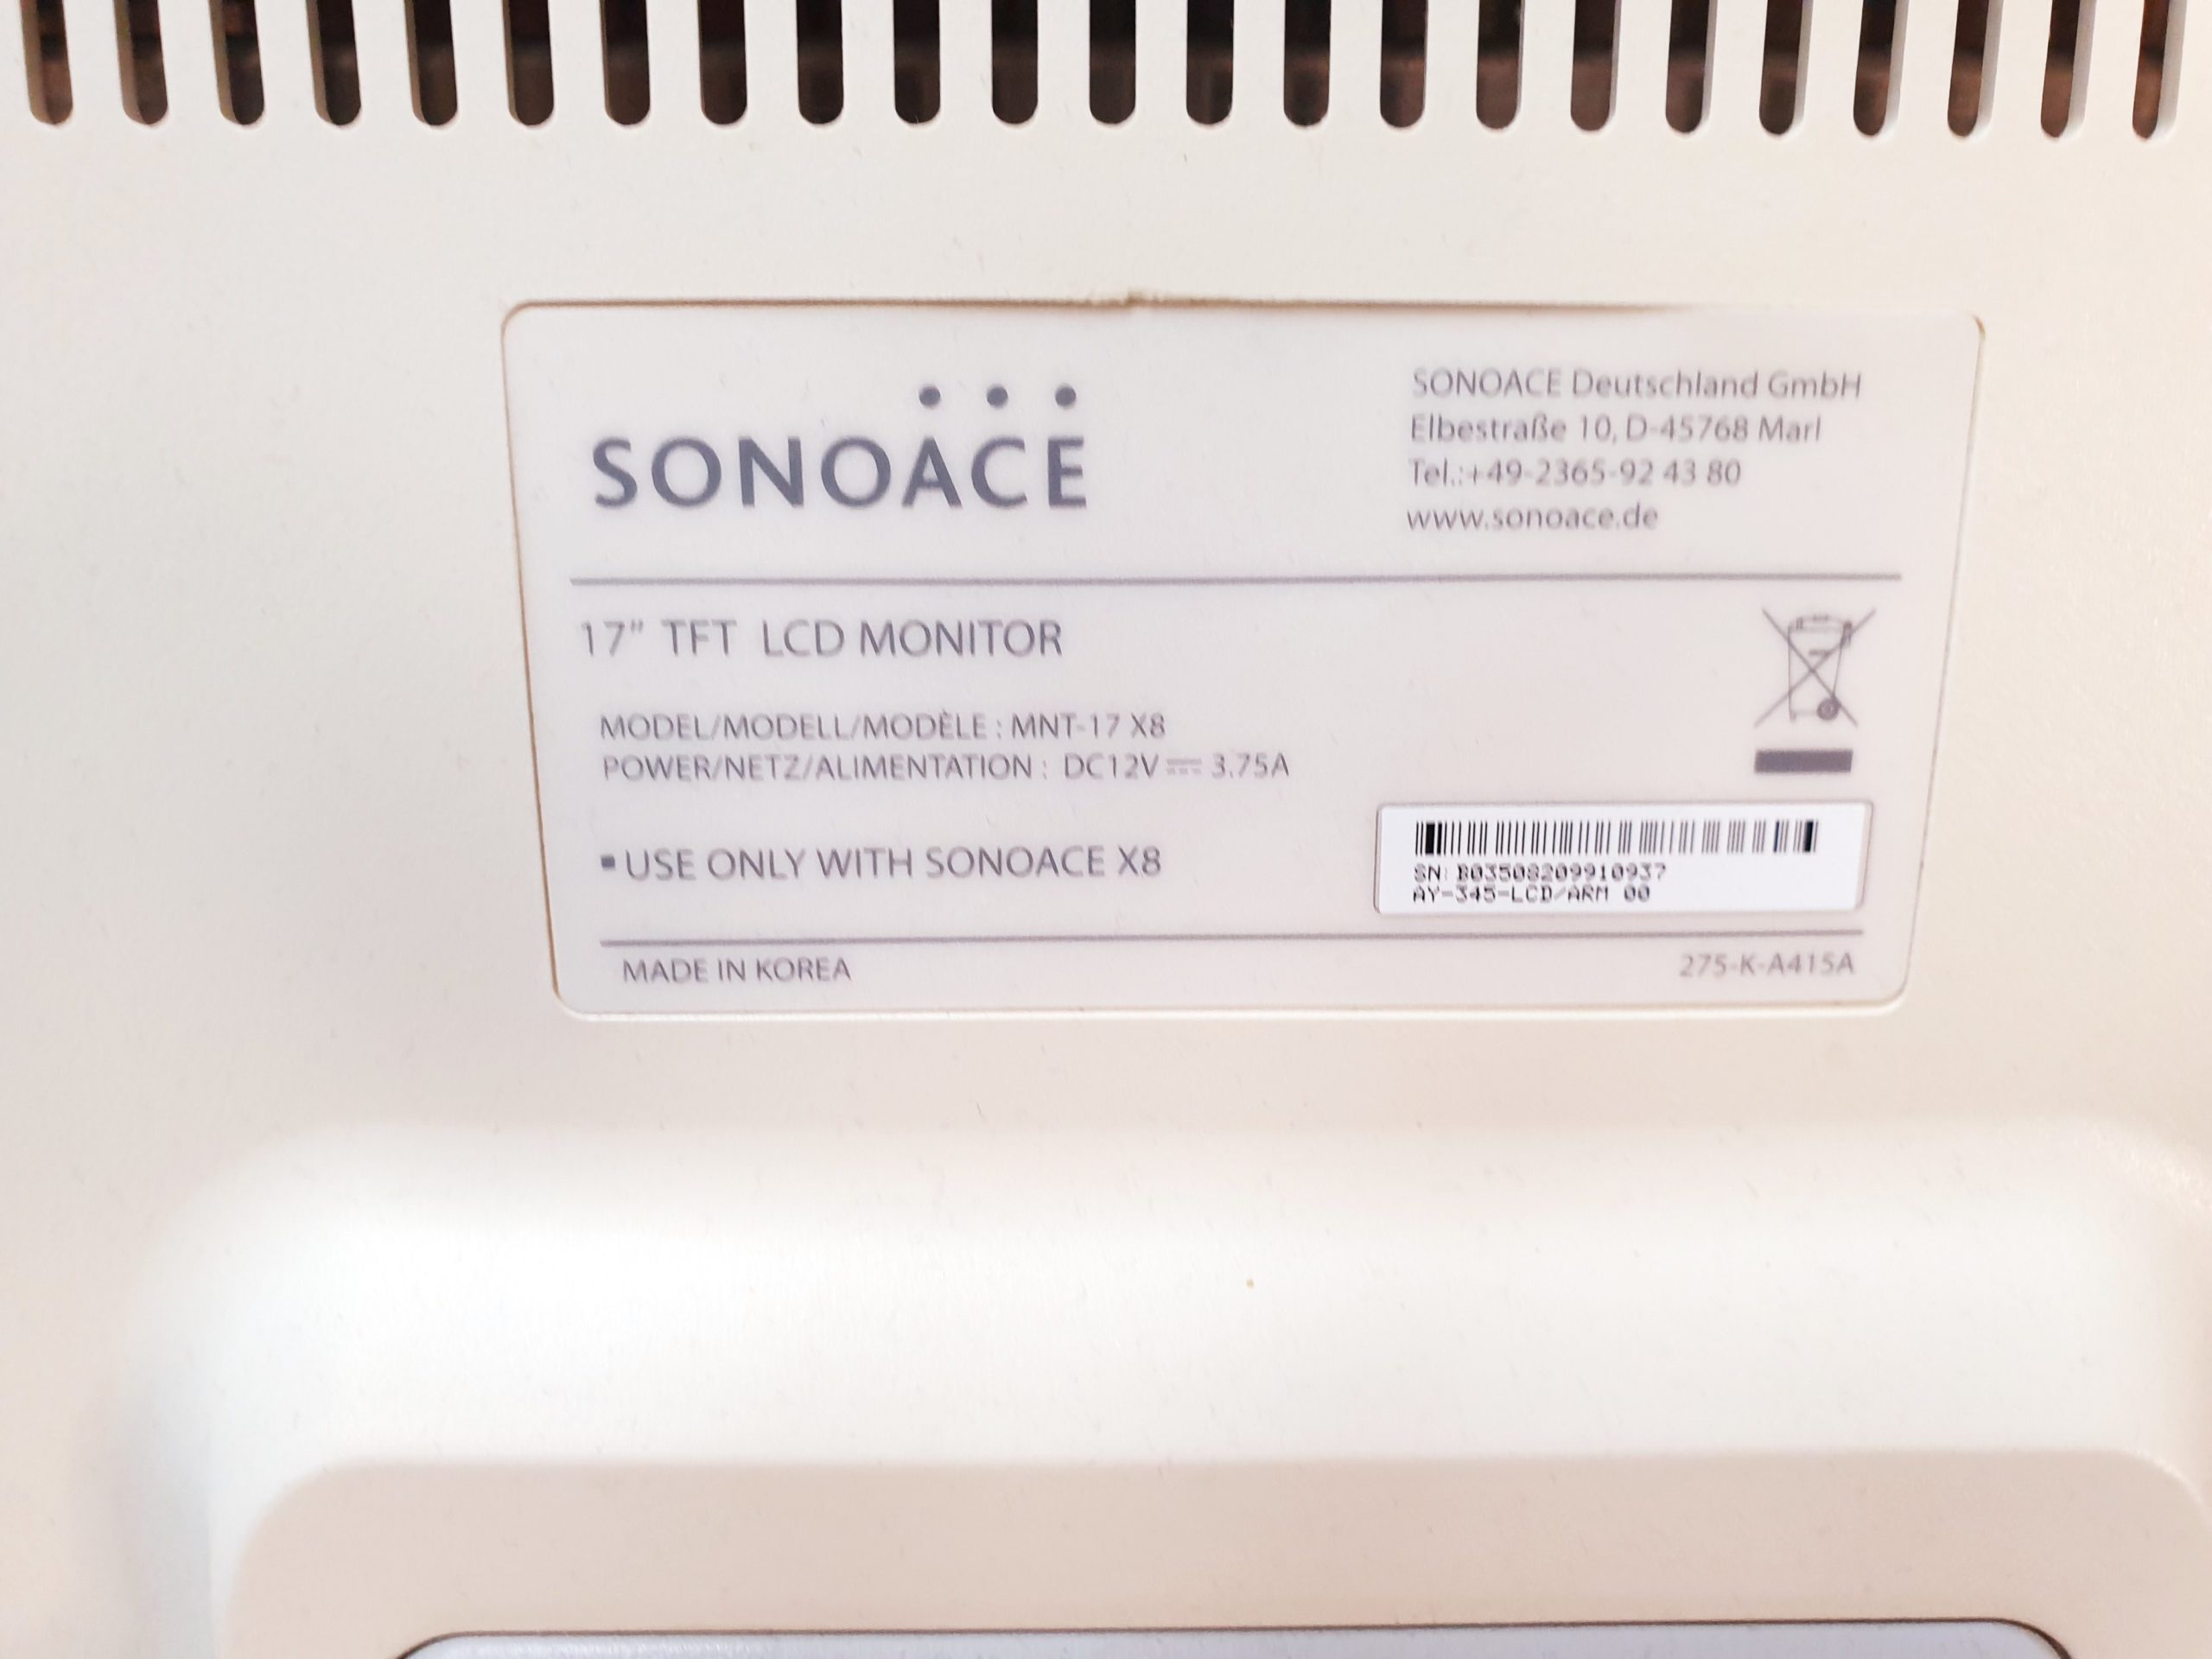 SONOACE
SONOACE Deutschland GmbH
Elbestraße 10, D-45768 Marl
Tel.:+49-2365-92 43 80
www.sonoace.de
17" TFT LCD MONITOR
MODEL/MODELL/MODÈLE : MNT-17 X8
POWER/NETZ/ALIMENTATION : DC12V ⎓ 3.75A
▪ USE ONLY WITH SONOACE X8
SN: B03508209910937
AY-345-LCD/ARM 00
MADE IN KOREA
275-K-A415A